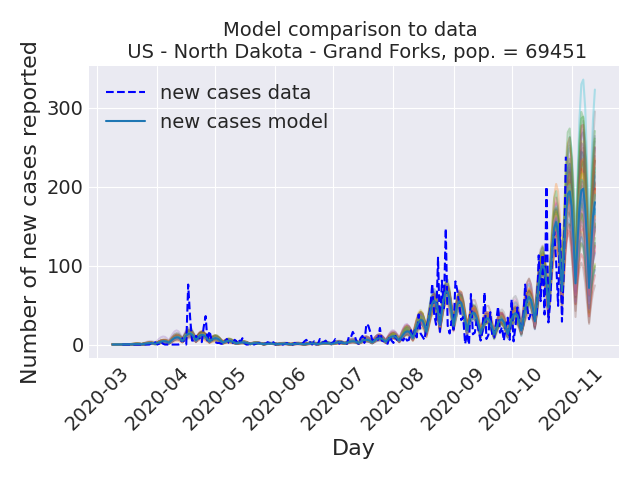 Model comparison to data
US - North Dakota - Grand Forks, pop. = 69451
Number of new cases reported
new cases data
new cases model
300
200
100
0
2020-03
2020-04
2020-05
2020-06
2020-07
2020-08
2020-09
2020-10
2020-11
Day